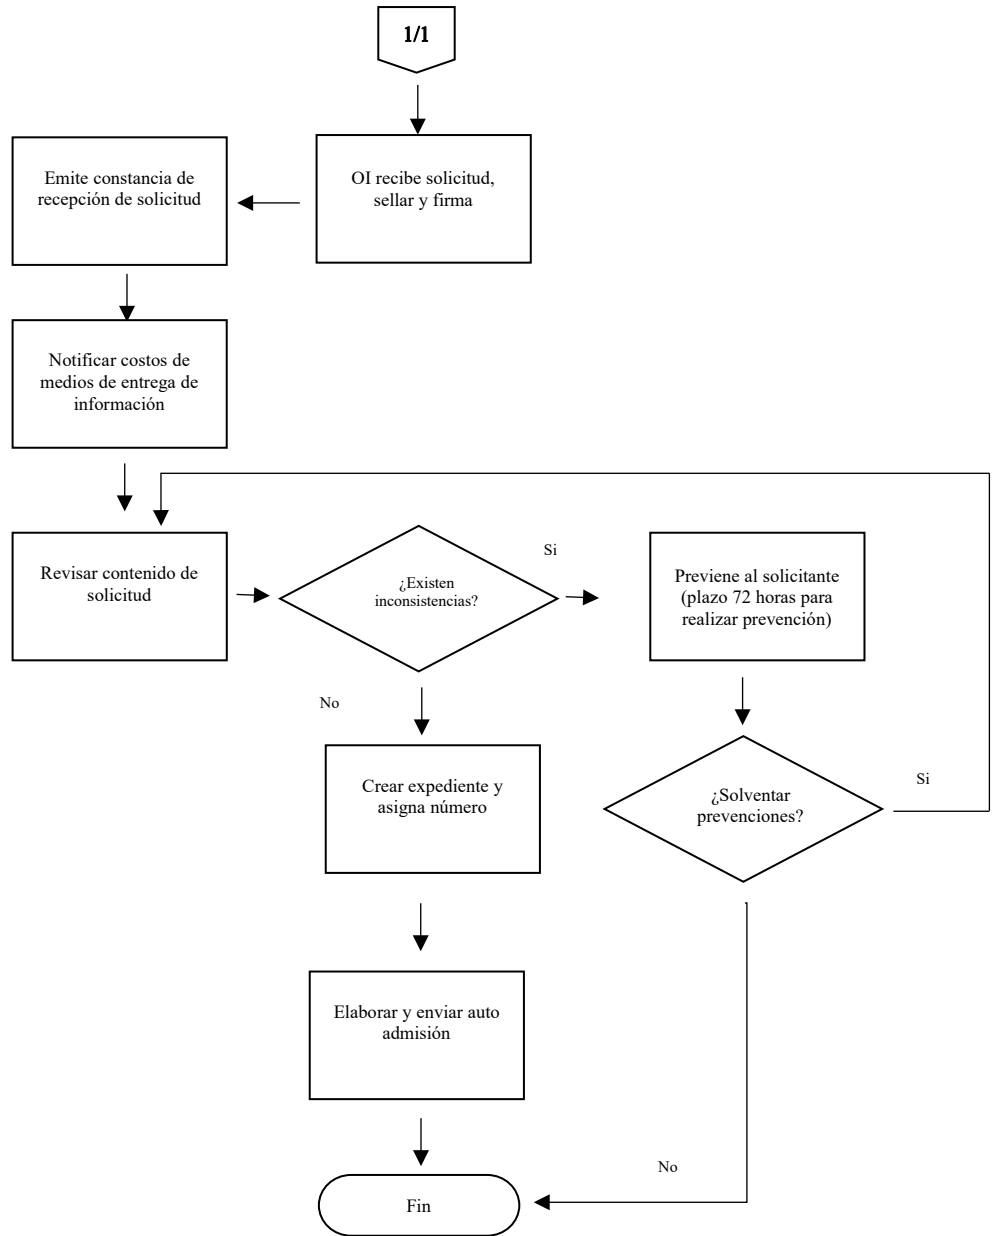 1/1
OI recibe solicitud,
sellar y firma
Emite constancia de
recepción de solicitud
Notificar costos de
medios de entrega de
información
Revisar contenido de
solicitud
¿Existen
inconsistencias?
Si
Previene al solicitante
(plazo 72 horas para
realizar prevención)
No
Crear expediente y
asigna número
¿Solventar
prevenciones?
Si
Elaborar y enviar auto
admisión
No
Fin